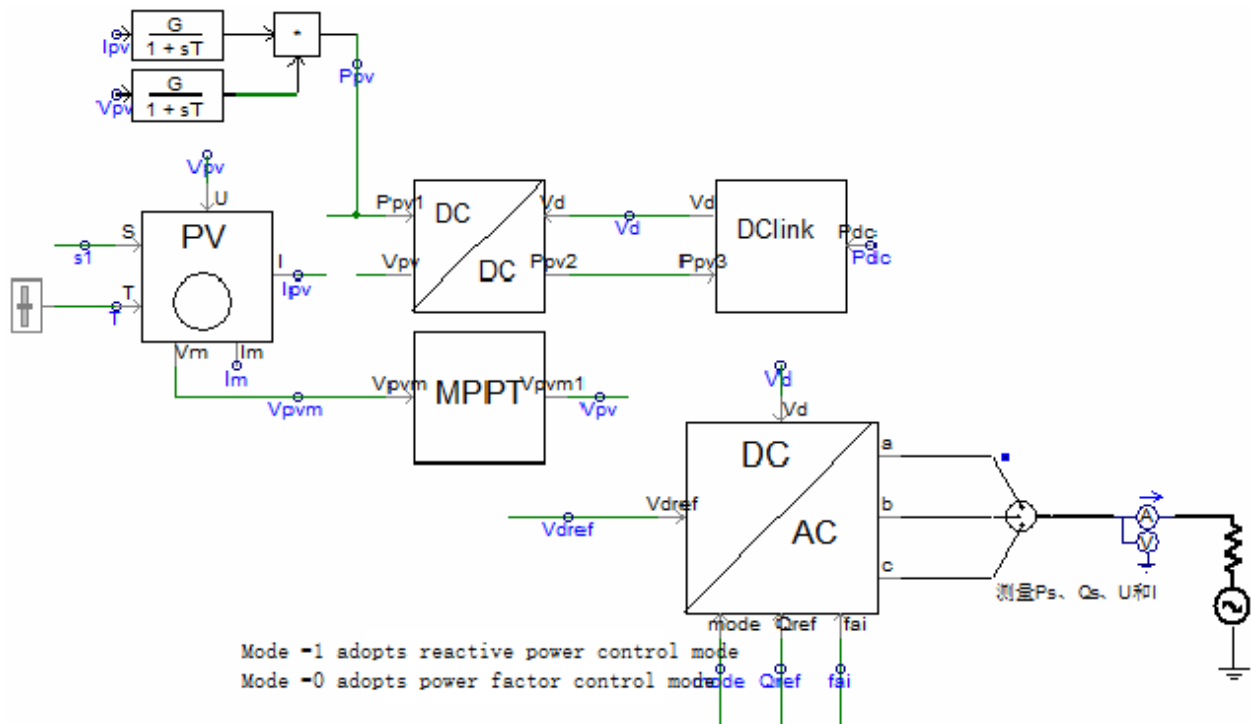 G
Ipv
1 + sT
*
Ppv
G
Vpv
1 + sT
Vpv
U
S
PV
s1
I
Ipv
T
T
Vm
Im
Im
Vpvm
Ppv1
DC
Vd
Vpv
DC
Ppv2
Vd
Vd
DClink
Pdc
Pdc
Ppv3
Vpvm
MPPT
Vpvm1
Vpv
Vd
Vd
DC
a
Vdref
Vdref
b
AC
c
A
V
测量Ps、Qs、U和I
mode Qref fai
Mode =1 adopts reactive power control mode
Mode =0 adopts power factor control mode
mode Qref fai